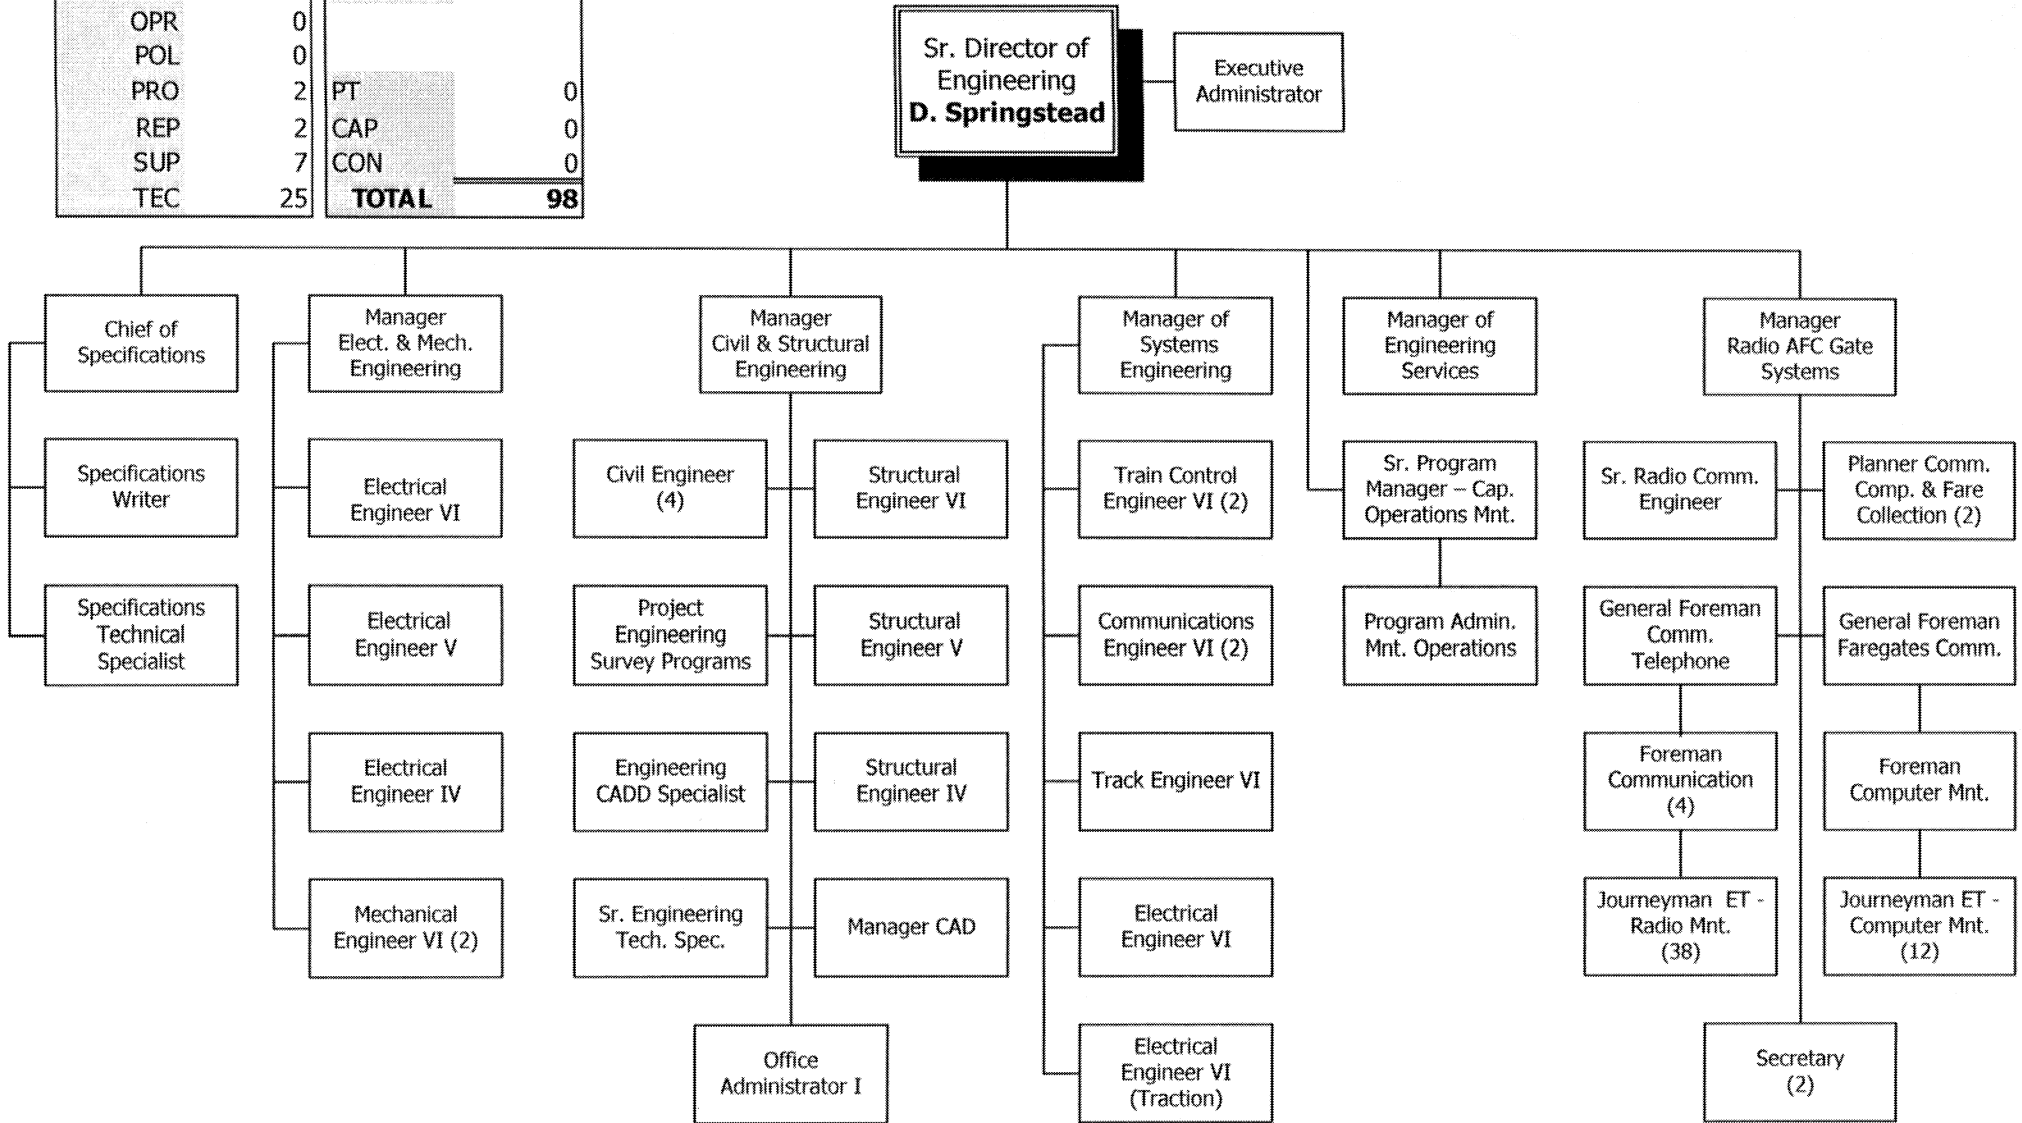 OPR 0
POL 0
PRO 2 PT 0
REP 2 CAP 0
SUP 7 CON 0
TEC 25 TOTAL 98
Sr. Director of
Engineering
D. Springstead
Executive
Administrator
Chief of
Specifications
Specifications
Writer
Specifications
Technical
Specialist
Manager
Elect. & Mech.
Engineering
Electrical
Engineer VI
Electrical
Engineer V
Electrical
Engineer IV
Mechanical
Engineer VI (2)
Manager
Civil & Structural
Engineering
Civil Engineer
(4)
Structural
Engineer VI
Project
Engineering
Survey Programs
Structural
Engineer V
Engineering
CADD Specialist
Structural
Engineer IV
Sr. Engineering
Tech. Spec.
Manager CAD
Office
Administrator I
Manager of
Systems
Engineering
Train Control
Engineer VI (2)
Communications
Engineer VI (2)
Track Engineer VI
Electrical
Engineer VI
Electrical
Engineer VI
(Traction)
Manager of
Engineering
Services
Sr. Program
Manager – Cap.
Operations Mnt.
Program Admin.
Mnt. Operations
Manager
Radio AFC Gate
Systems
Sr. Radio Comm.
Engineer
Planner Comm.
Comp. & Fare
Collection (2)
General Foreman
Comm.
Telephone
General Foreman
Faregates Comm.
Foreman
Communication
(4)
Foreman
Computer Mnt.
Journeyman ET -
Radio Mnt.
(38)
Journeyman ET -
Computer Mnt.
(12)
Secretary
(2)